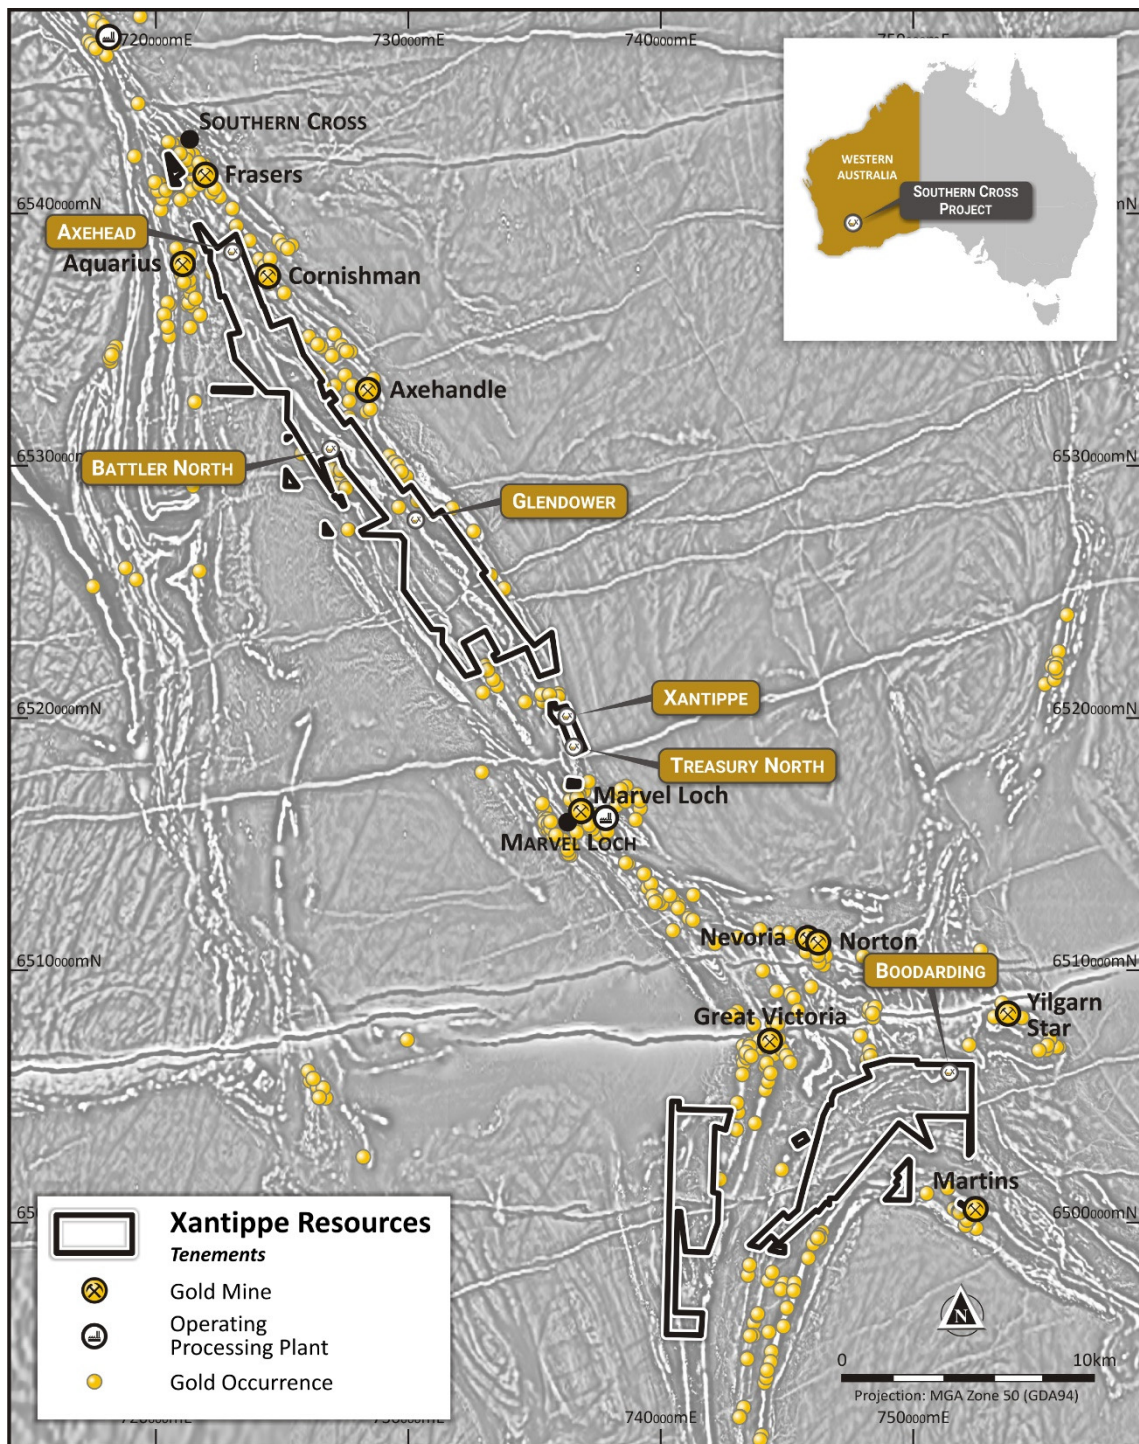 720000mE
730000mE
740000mE
750000mE
SOUTHERN CROSS
Frasers
WESTERN
AUSTRALIA
SOUTHERN CROSS
PROJECT
6540000mN
AXEHEAD
Aquarius
Cornishman
Axehandle
6530000mN
6530000mN
BATTLER NORTH
GLENDOWER
XANTIPPE
6520000mN
6520000mN
TREASURY NORTH
Marvel Loch
MARVEL LOCH
Nevoria
Norton
6510000mN
6510000mN
BOODARDING
Yilgarn
Star
Great Victoria
Martins
6500000mN
Xantippe Resources
Tenements
Gold Mine
Operating
Processing Plant
Gold Occurrence
N
0
10km
Projection: MGA Zone 50 (GDA94)
740000mE
750000mE